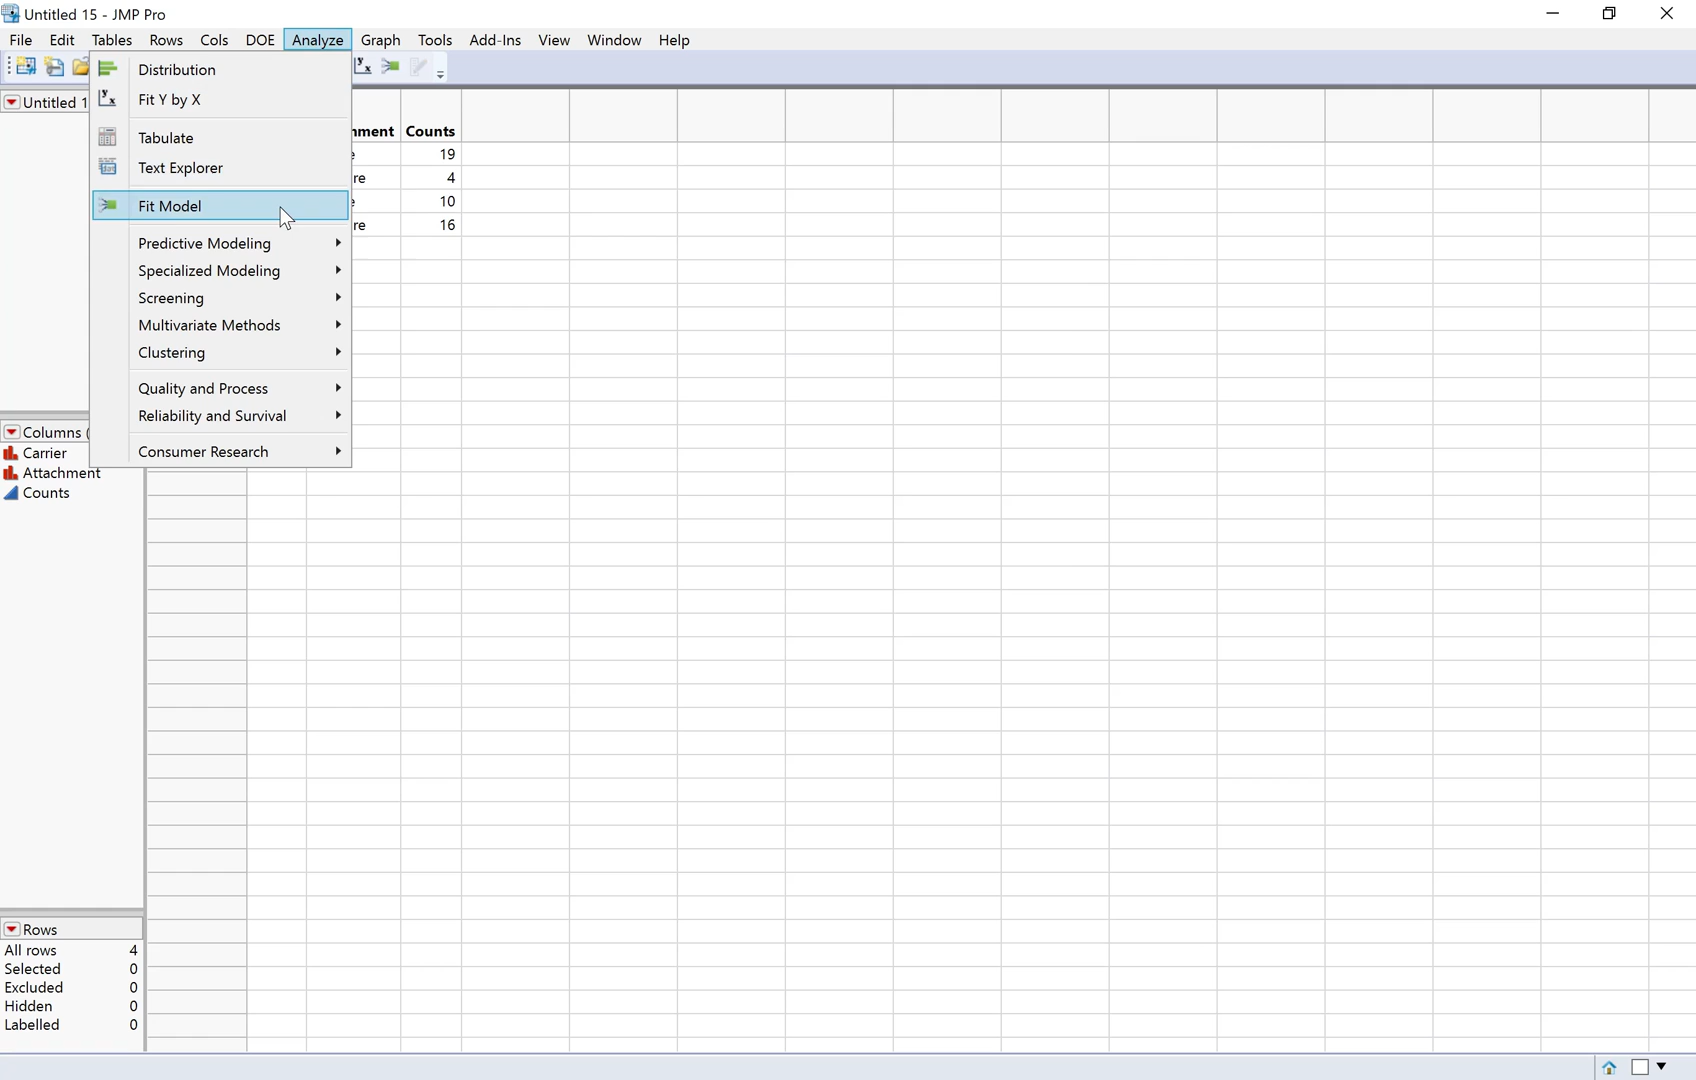 Untitled 15 - JMP Pro
File Edit Tables Rows Cols DOE Analyze Graph Tools Add-Ins View Window Help
Untitled 1
Distribution
Fit Y by X
Tabulate
Text Explorer
Fit Model
Predictive Modeling
Specialized Modeling
Screening
Multivariate Methods
Clustering
Quality and Process
Reliability and Survival
Consumer Research
hment Counts
e 19
re 4
e 10
re 16
Columns (
Carrier
Attachment
Counts
Rows
All rows 4
Selected 0
Excluded 0
Hidden 0
Labelled 0